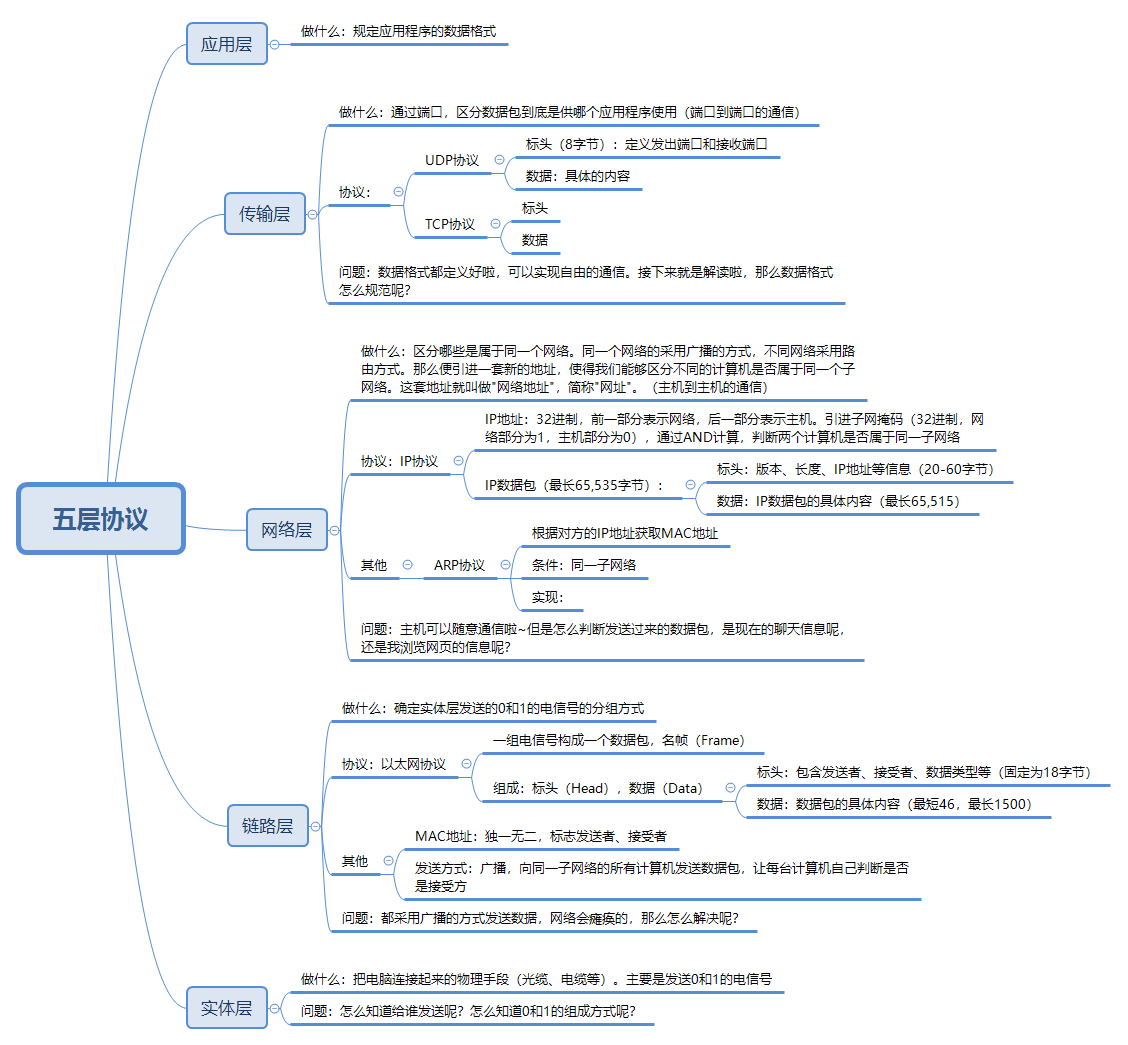 五层协议
应用层
做什么：规定应用程序的数据格式
传输层
做什么：通过端口，区分数据包到底是供哪个应用程序使用（端口到端口的通信）
协议：
UDP协议
标头（8字节）：定义发出端口和接收端口
数据：具体的内容
TCP协议
标头
数据
问题：数据格式都定义好啦，可以实现自由的通信。接下来就是解读啦，那么数据格式
怎么规范呢？
网络层
做什么：区分哪些是属于同一个网络。同一个网络的采用广播的方式，不同网络采用路
由方式。那么便引进一套新的地址，使得我们能够区分不同的计算机是否属于同一个子
网络。这套地址就叫做"网络地址"，简称"网址"。（主机到主机的通信）
协议：IP协议
IP地址：32进制，前一部分表示网络，后一部分表示主机。引进子网掩码（32进制，网
络部分为1，主机部分为0），通过AND计算，判断两个计算机是否属于同一子网络
IP数据包（最长65,535字节）：
标头：版本、长度、IP地址等信息（20-60字节）
数据：IP数据包的具体内容（最长65,515）
其他
ARP协议
根据对方的IP地址获取MAC地址
条件：同一子网络
实现：
问题：主机可以随意通信啦~但是怎么判断发送过来的数据包，是现在的聊天信息呢，
还是我浏览网页的信息呢？
链路层
做什么：确定实体层发送的0和1的电信号的分组方式
协议：以太网协议
一组电信号构成一个数据包，名帧（Frame）
组成：标头（Head），数据（Data）
标头：包含发送者、接受者、数据类型等（固定为18字节）
数据：数据包的具体内容（最短46，最长1500）
其他
MAC地址：独一无二，标志发送者、接受者
发送方式：广播，向同一子网络的所有计算机发送数据包，让每台计算机自己判断是否
是接受方
问题：都采用广播的方式发送数据，网络会瘫痪的，那么怎么解决呢？
实体层
做什么：把电脑连接起来的物理手段（光缆、电缆等）。主要是发送0和1的电信号
问题：怎么知道给谁发送呢？怎么知道0和1的组成方式呢？